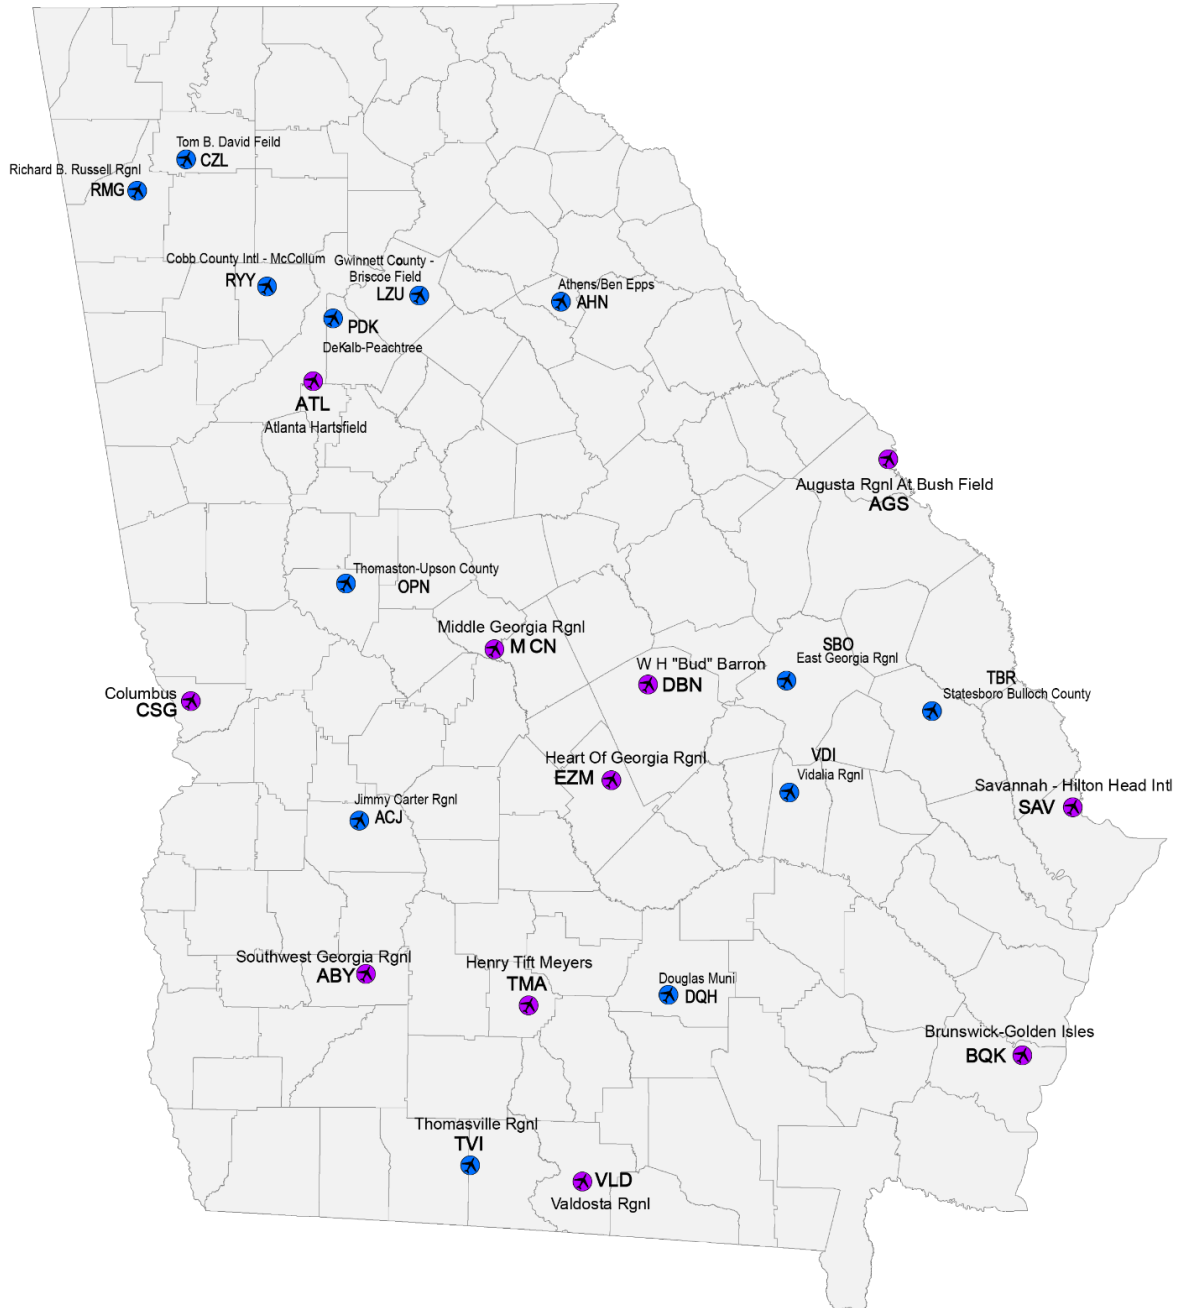 Tom B. David Feild
CZL
Richard B. Russell Rgnl
RMG
Cobb County Intl - McCollum
RYY
Gwinnett County -
Briscoe Field
LZU
Athens/Ben Epps
AHN
PDK
DeKalb-Peachtree
ATL
Atlanta Hartsfield
Augusta Rgnl At Bush Field
AGS
Thomaston-Upson County
OPN
Middle Georgia Rgnl
M CN
SBO
East Georgia Rgnl
W H "Bud" Barron
DBN
TBR
Statesboro Bulloch County
Columbus
CSG
Heart Of Georgia Rgnl
EZM
VDI
Vidalia Rgnl
Savannah - Hilton Head Intl
SAV
Jimmy Carter Rgnl
ACJ
Southwest Georgia Rgnl
ABY
Henry Tift Meyers
TMA
Douglas Muni
DQH
Brunswick-Golden Isles
BQK
Thomasville Rgnl
TVI
VLD
Valdosta Rgnl